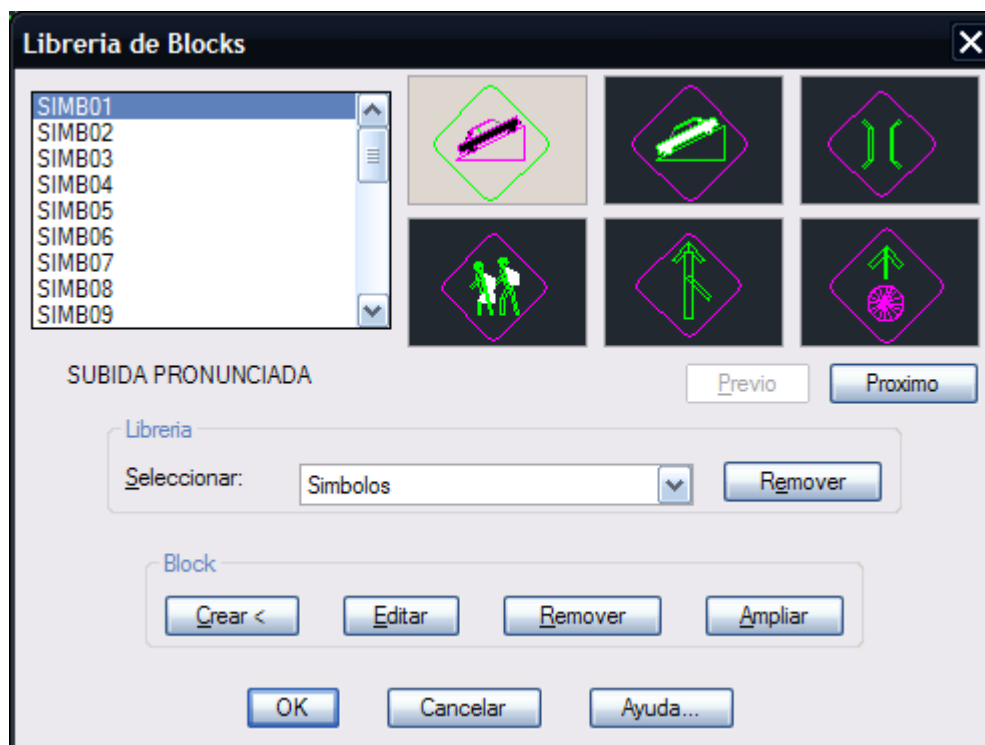 Libreria de Blocks
SIMB01
SIMB02
SIMB03
SIMB04
SIMB05
SIMB06
SIMB07
SIMB08
SIMB09
SUBIDA PRONUNCIADA
Previo
Proximo
Libreria
Seleccionar:
Simbolos
Remover
Block
Crear <
Editar
Remover
Ampliar
OK
Cancelar
Ayuda...